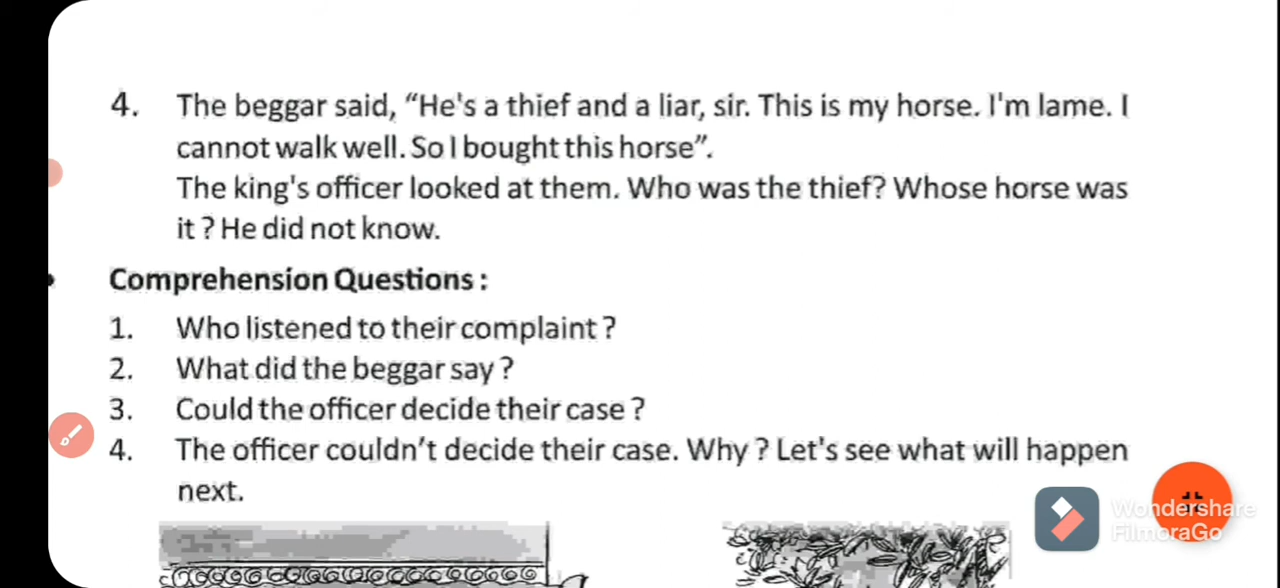 4. The beggar said, “He's a thief and a liar, sir. This is my horse. I'm lame. I
cannot walk well. So I bought this horse”.
The king's officer looked at them. Who was the thief? Whose horse was
it ? He did not know.
Comprehension Questions :
1. Who listened to their complaint ?
2. What did the beggar say ?
3. Could the officer decide their case ?
4. The officer couldn’t decide their case. Why ? Let's see what will happen
next.
Wondershare
FilmoraGo